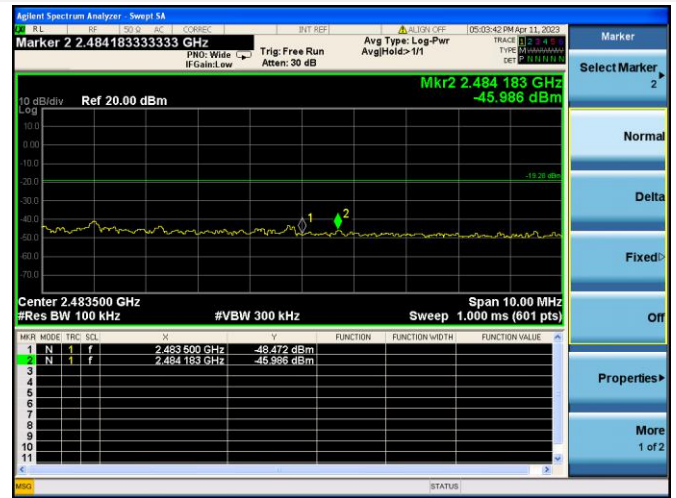 Agilent Spectrum Analyzer - Swept SA
RL RF 50 Ω AC CORREC INT REF ALIGN OFF 05:03:42 PM Apr 11, 2023
Marker 2 2.484183333333 GHz
PNO: Wide
IFGain:Low
Trig: Free Run
Atten: 30 dB
Avg Type: Log-Pwr
Avg|Hold>1/1
TRACE 1 2 3 4 5 6
TYPE M
DET P N N N N N
Mkr2 2.484 183 GHz
-45.986 dBm
10 dB/div Ref 20.00 dBm
Log
10.0
0.00
-10.0
-20.0
-30.0
-40.0
-50.0
-60.0
-70.0
-19.28 dBm
1
2
Center 2.483500 GHz Span 10.00 MHz
#Res BW 100 kHz #VBW 300 kHz Sweep 1.000 ms (601 pts)
MKR MODE TRC SCL X Y FUNCTION FUNCTION WIDTH FUNCTION VALUE
1 N 1 f 2.483 500 GHz -48.472 dBm
2 N 1 f 2.484 183 GHz -45.986 dBm
3
4
5
6
7
8
9
10
11
MSG STATUS
Marker
Select Marker
2
Normal
Delta
Fixed
Off
Properties
More
1 of 2